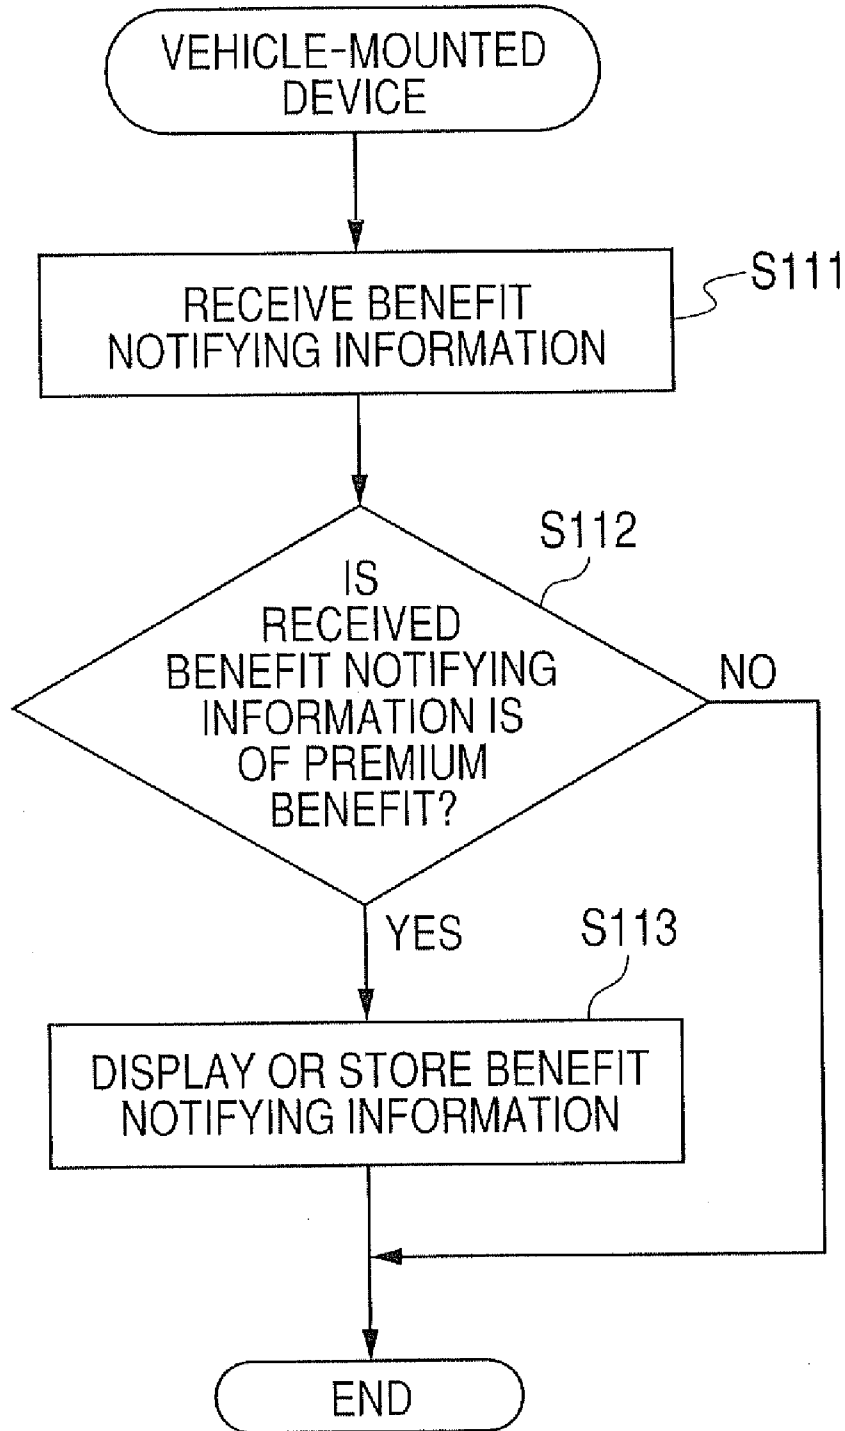 VEHICLE-MOUNTED
DEVICE
RECEIVE BENEFIT
NOTIFYING INFORMATION
S111
S112
IS
RECEIVED
BENEFIT NOTIFYING
INFORMATION IS
OF PREMIUM
BENEFIT?
NO
YES
S113
DISPLAY OR STORE BENEFIT
NOTIFYING INFORMATION
END